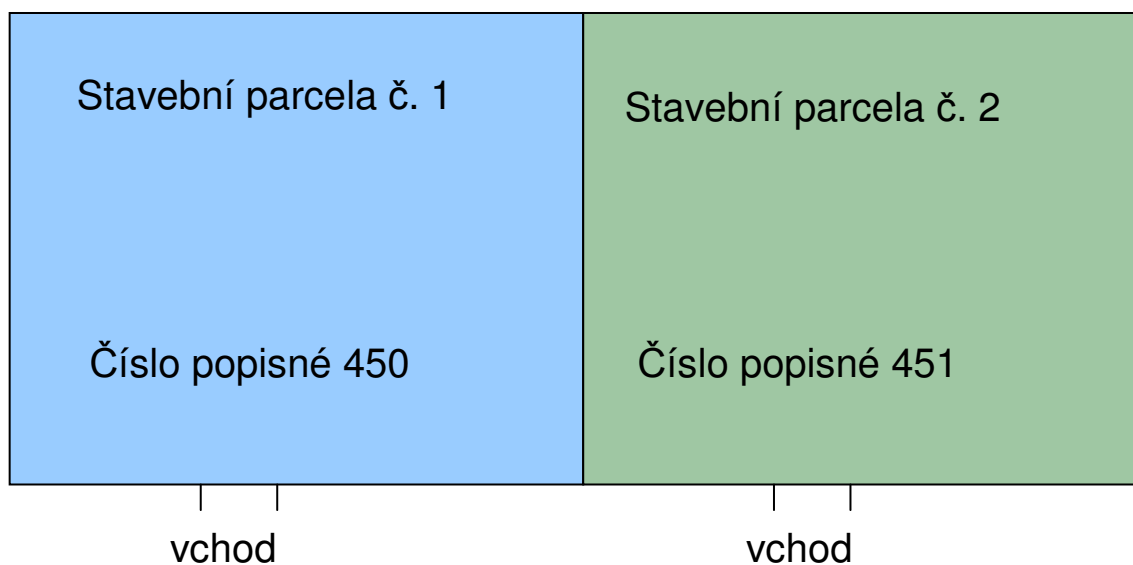 Stavební parcela č. 1
Stavební parcela č. 2
Číslo popisné 450
Číslo popisné 451
vchod
vchod